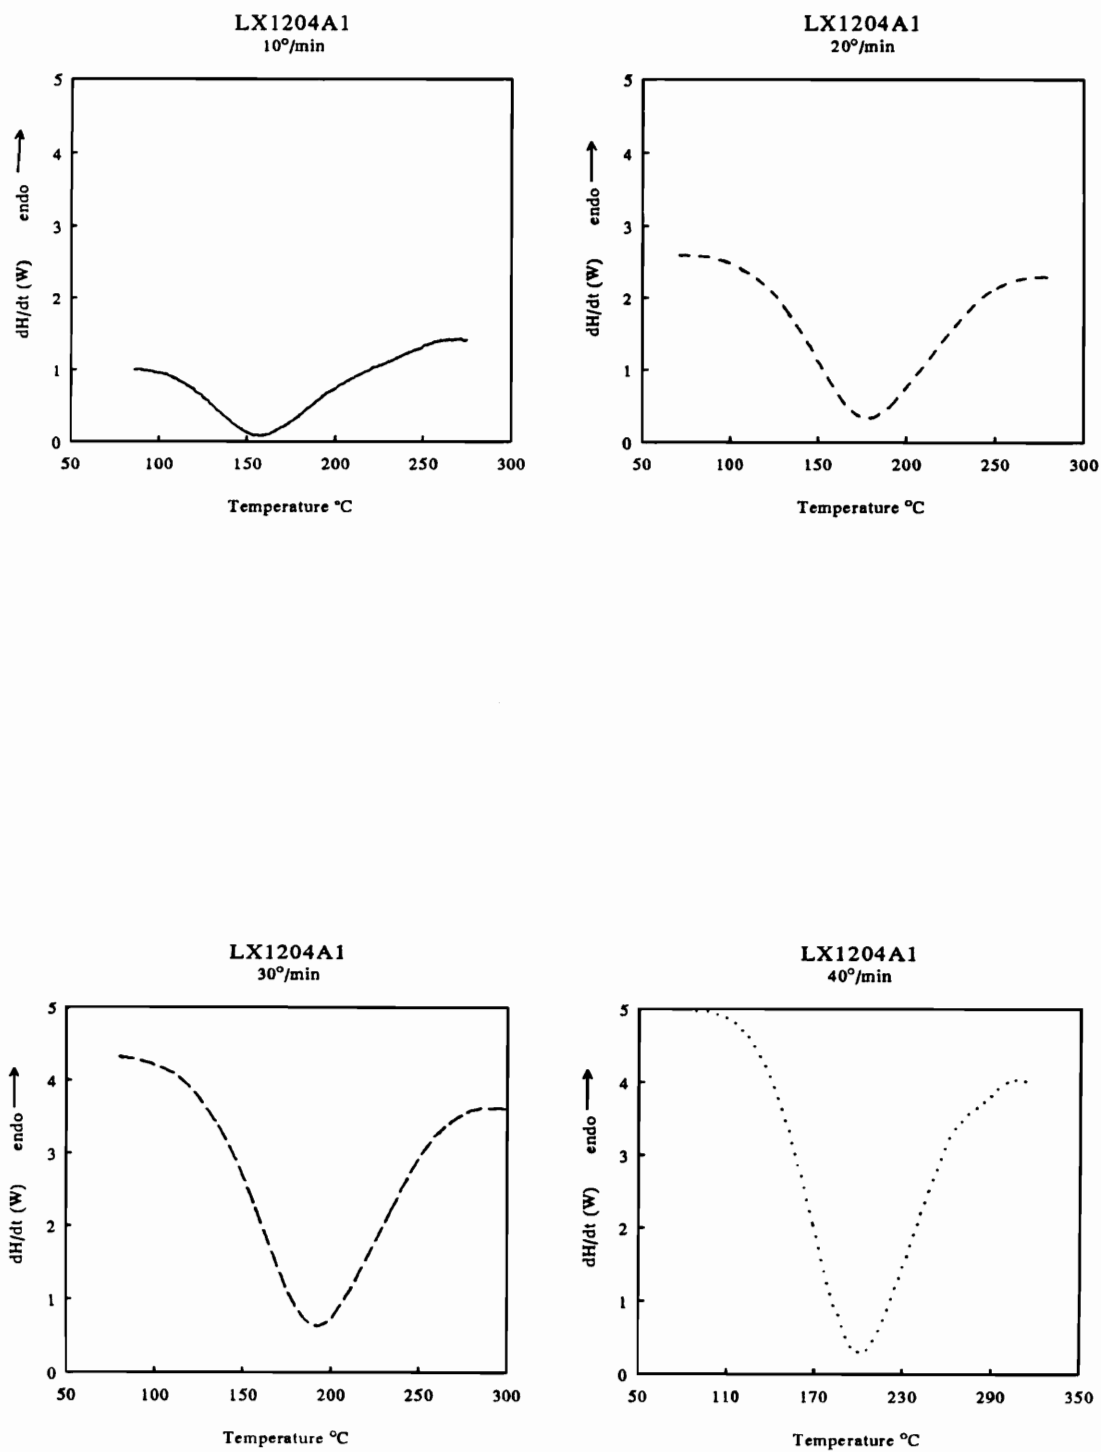 LX1204A1
10°/min
5
4
3
2
1
0
50 100 150 200 250 300
dH/dt (W) endo →
Temperature °C
LX1204A1
20°/min
5
4
3
2
1
0
50 100 150 200 250 300
dH/dt (W) endo →
Temperature °C
LX1204A1
30°/min
5
4
3
2
1
0
50 100 150 200 250 300
dH/dt (W) endo →
Temperature °C
LX1204A1
40°/min
5
4
3
2
1
0
50 110 170 230 290 350
dH/dt (W) endo →
Temperature °C